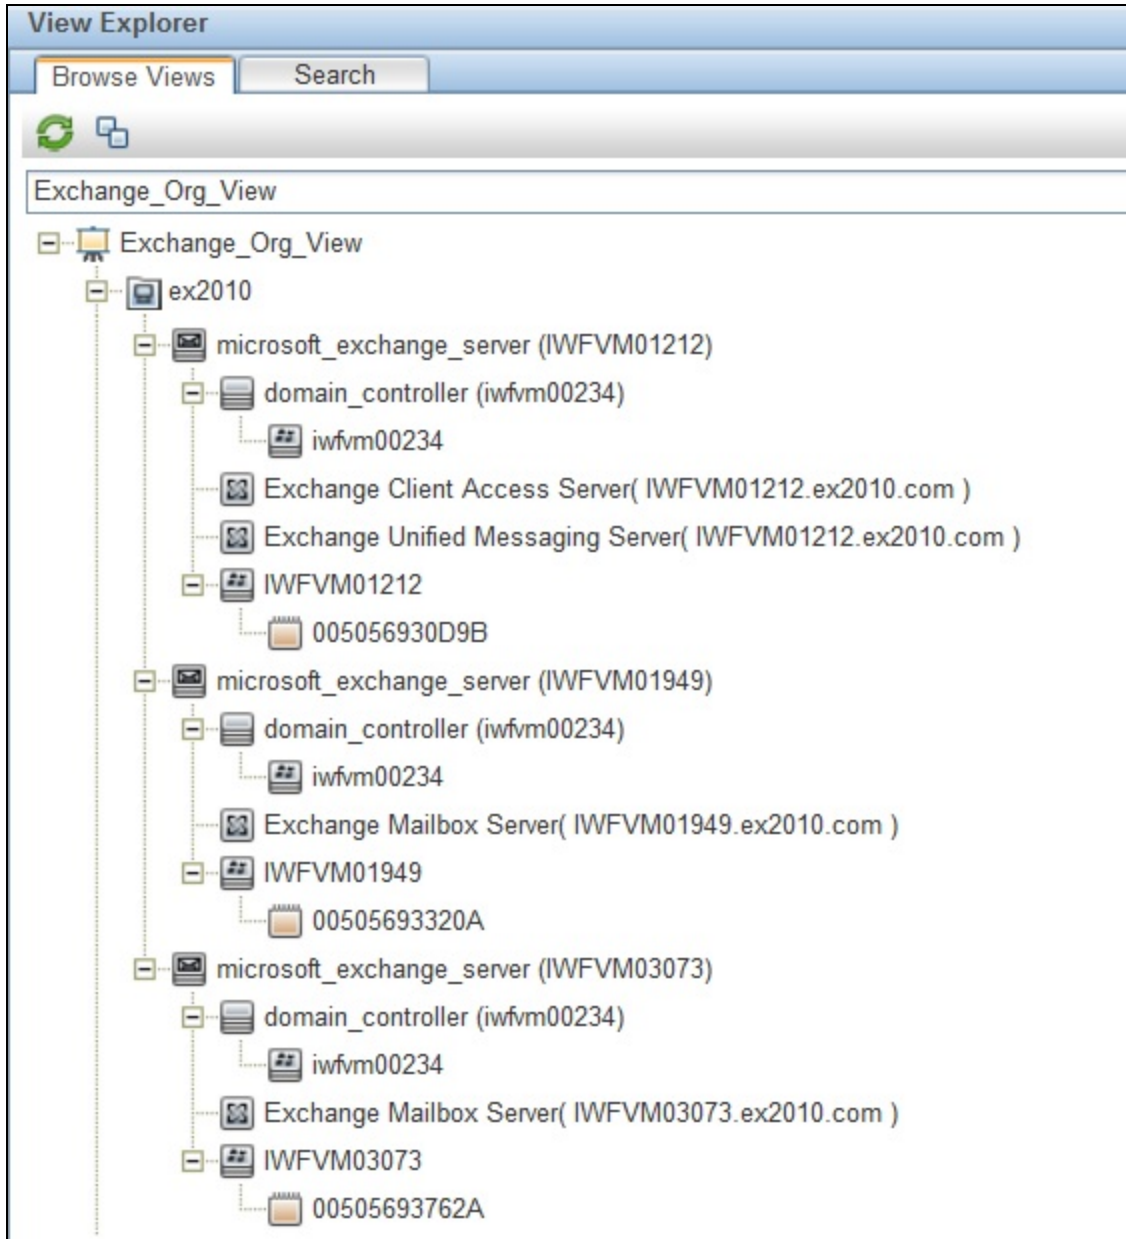 View Explorer
Browse Views Search
Exchange_Org_View
Exchange_Org_View
ex2010
microsoft_exchange_server (IWFVM01212)
domain_controller (iwfvm00234)
iwfvm00234
Exchange Client Access Server( IWFVM01212.ex2010.com )
Exchange Unified Messaging Server( IWFVM01212.ex2010.com )
IWFVM01212
005056930D9B
microsoft_exchange_server (IWFVM01949)
domain_controller (iwfvm00234)
iwfvm00234
Exchange Mailbox Server( IWFVM01949.ex2010.com )
IWFVM01949
00505693320A
microsoft_exchange_server (IWFVM03073)
domain_controller (iwfvm00234)
iwfvm00234
Exchange Mailbox Server( IWFVM03073.ex2010.com )
IWFVM03073
00505693762A